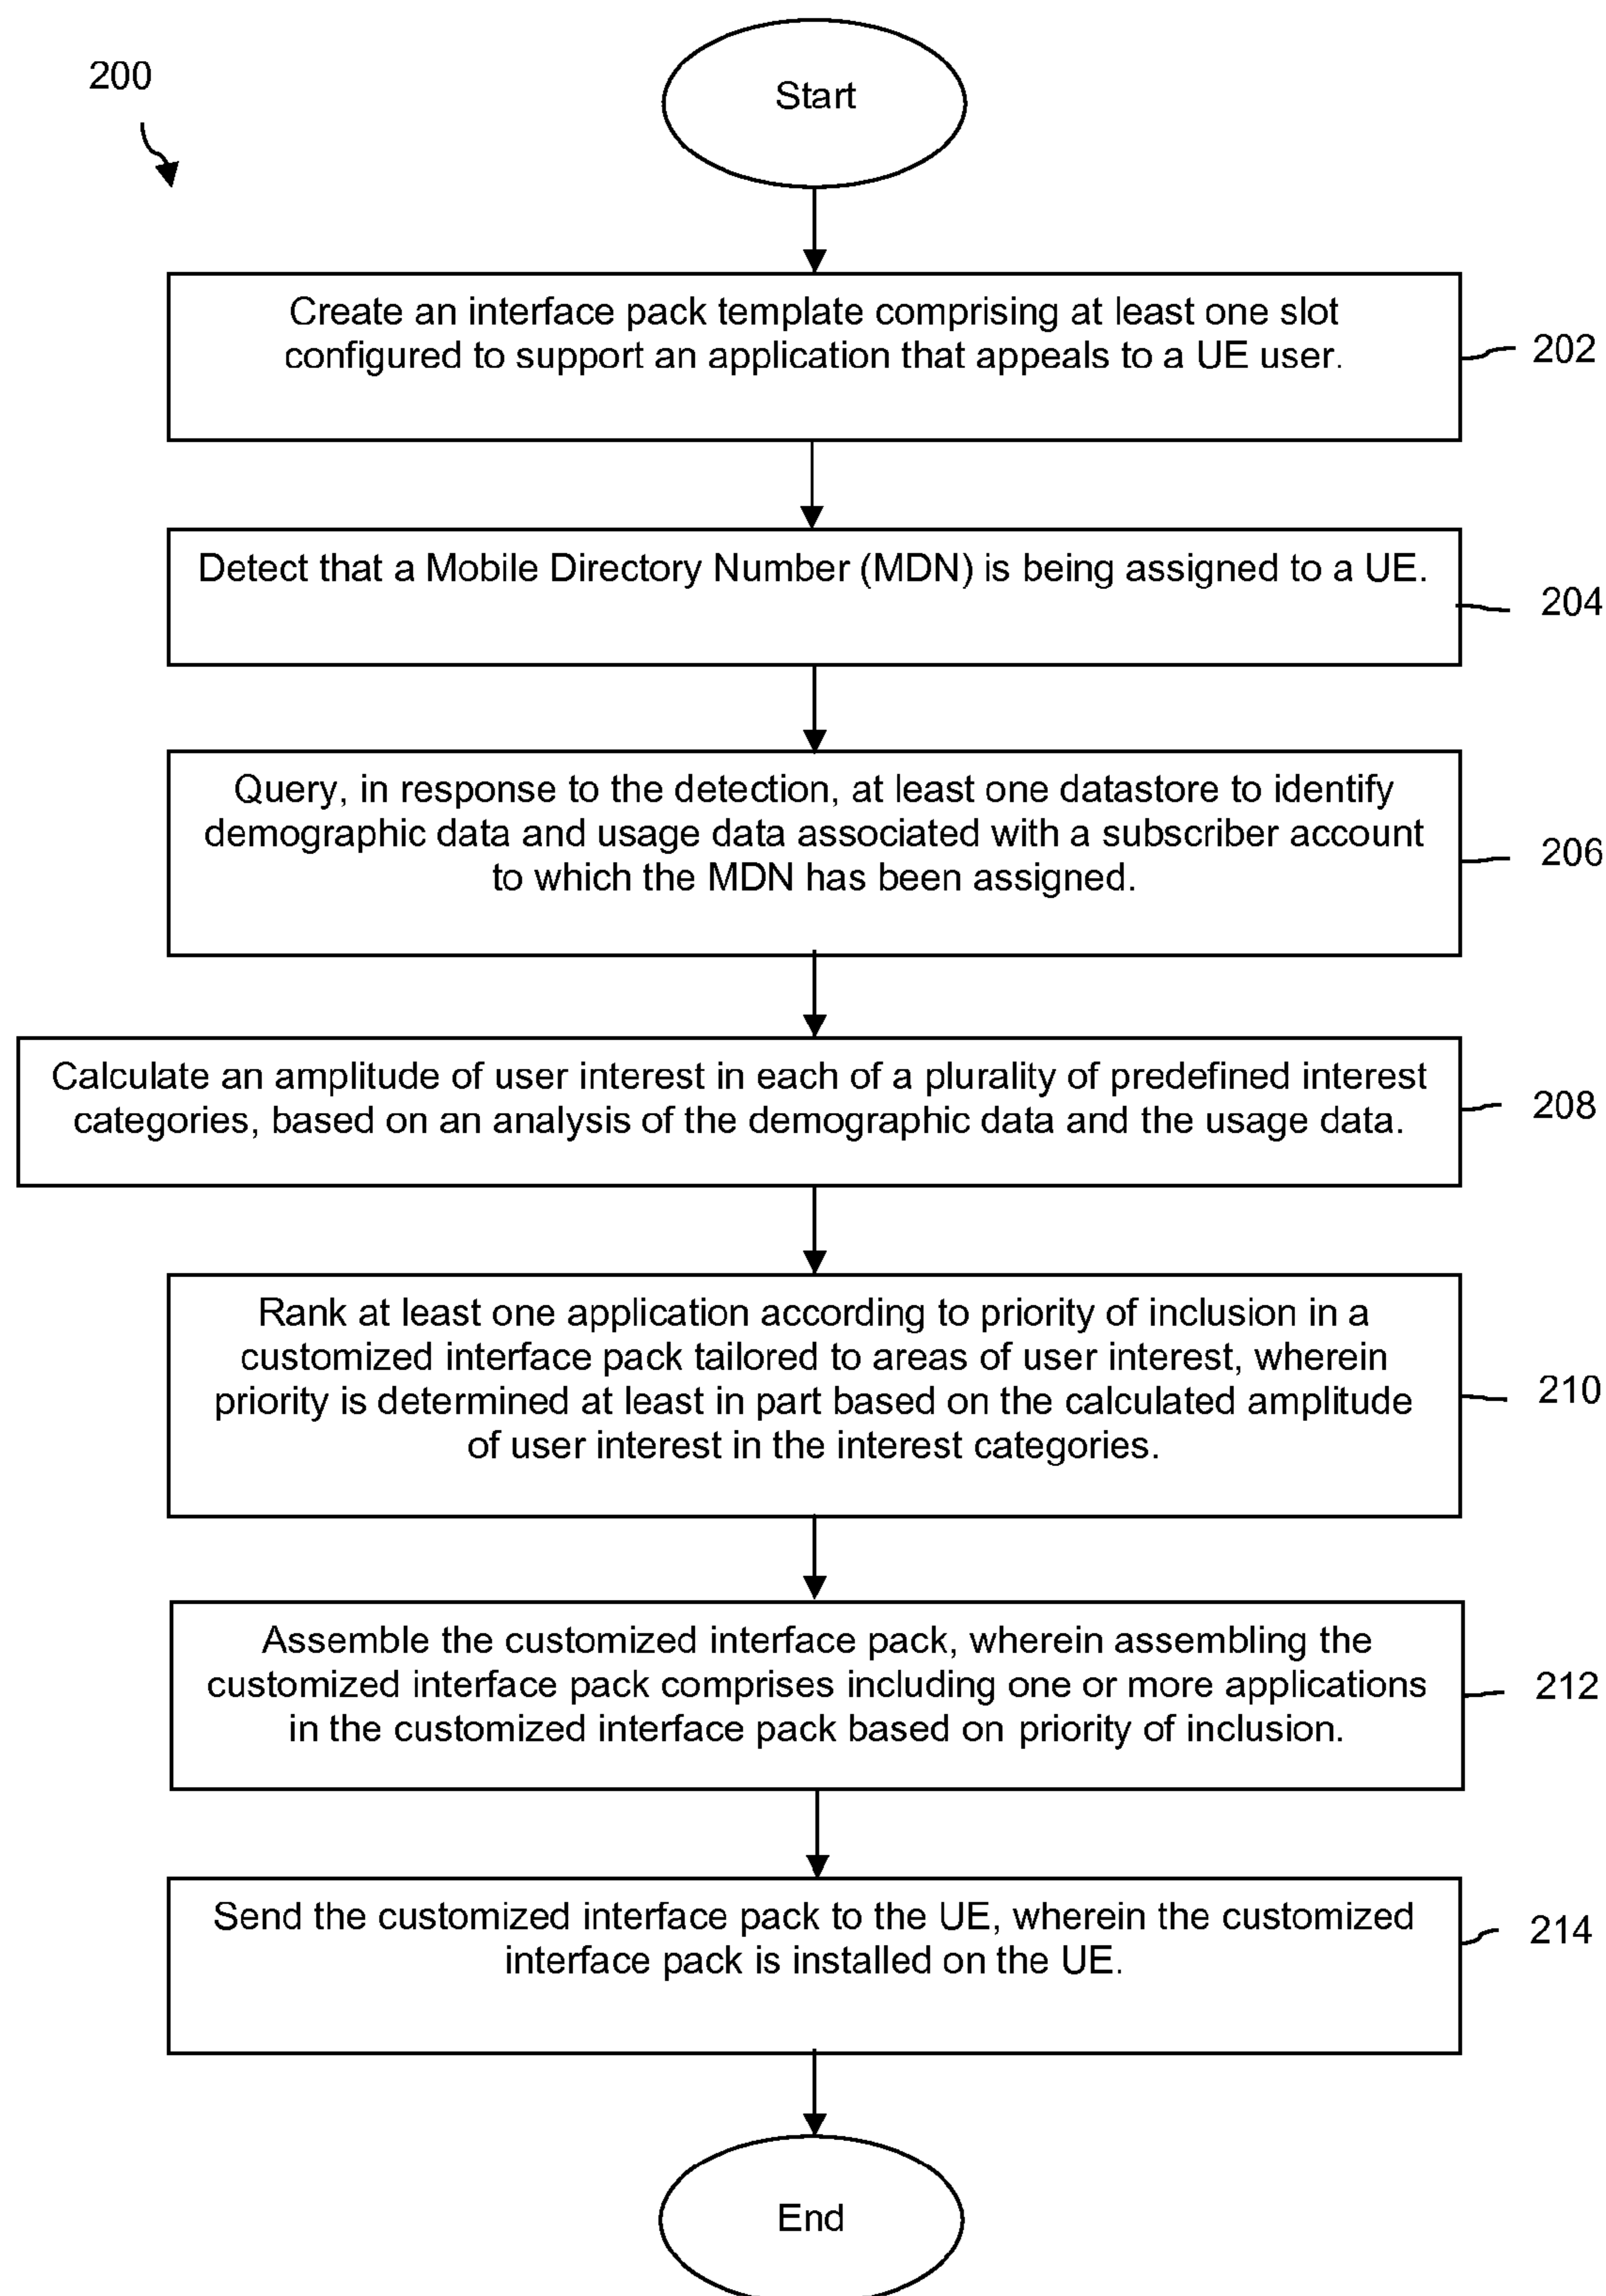 200
Start
Create an interface pack template comprising at least one slot
configured to support an application that appeals to a UE user.
202
Detect that a Mobile Directory Number (MDN) is being assigned to a UE.
204
Query, in response to the detection, at least one datastore to identify
demographic data and usage data associated with a subscriber account
to which the MDN has been assigned.
206
Calculate an amplitude of user interest in each of a plurality of predefined interest
categories, based on an analysis of the demographic data and the usage data.
208
Rank at least one application according to priority of inclusion in a
customized interface pack tailored to areas of user interest, wherein
priority is determined at least in part based on the calculated amplitude
of user interest in the interest categories.
210
Assemble the customized interface pack, wherein assembling the
customized interface pack comprises including one or more applications
in the customized interface pack based on priority of inclusion.
212
Send the customized interface pack to the UE, wherein the customized
interface pack is installed on the UE.
214
End